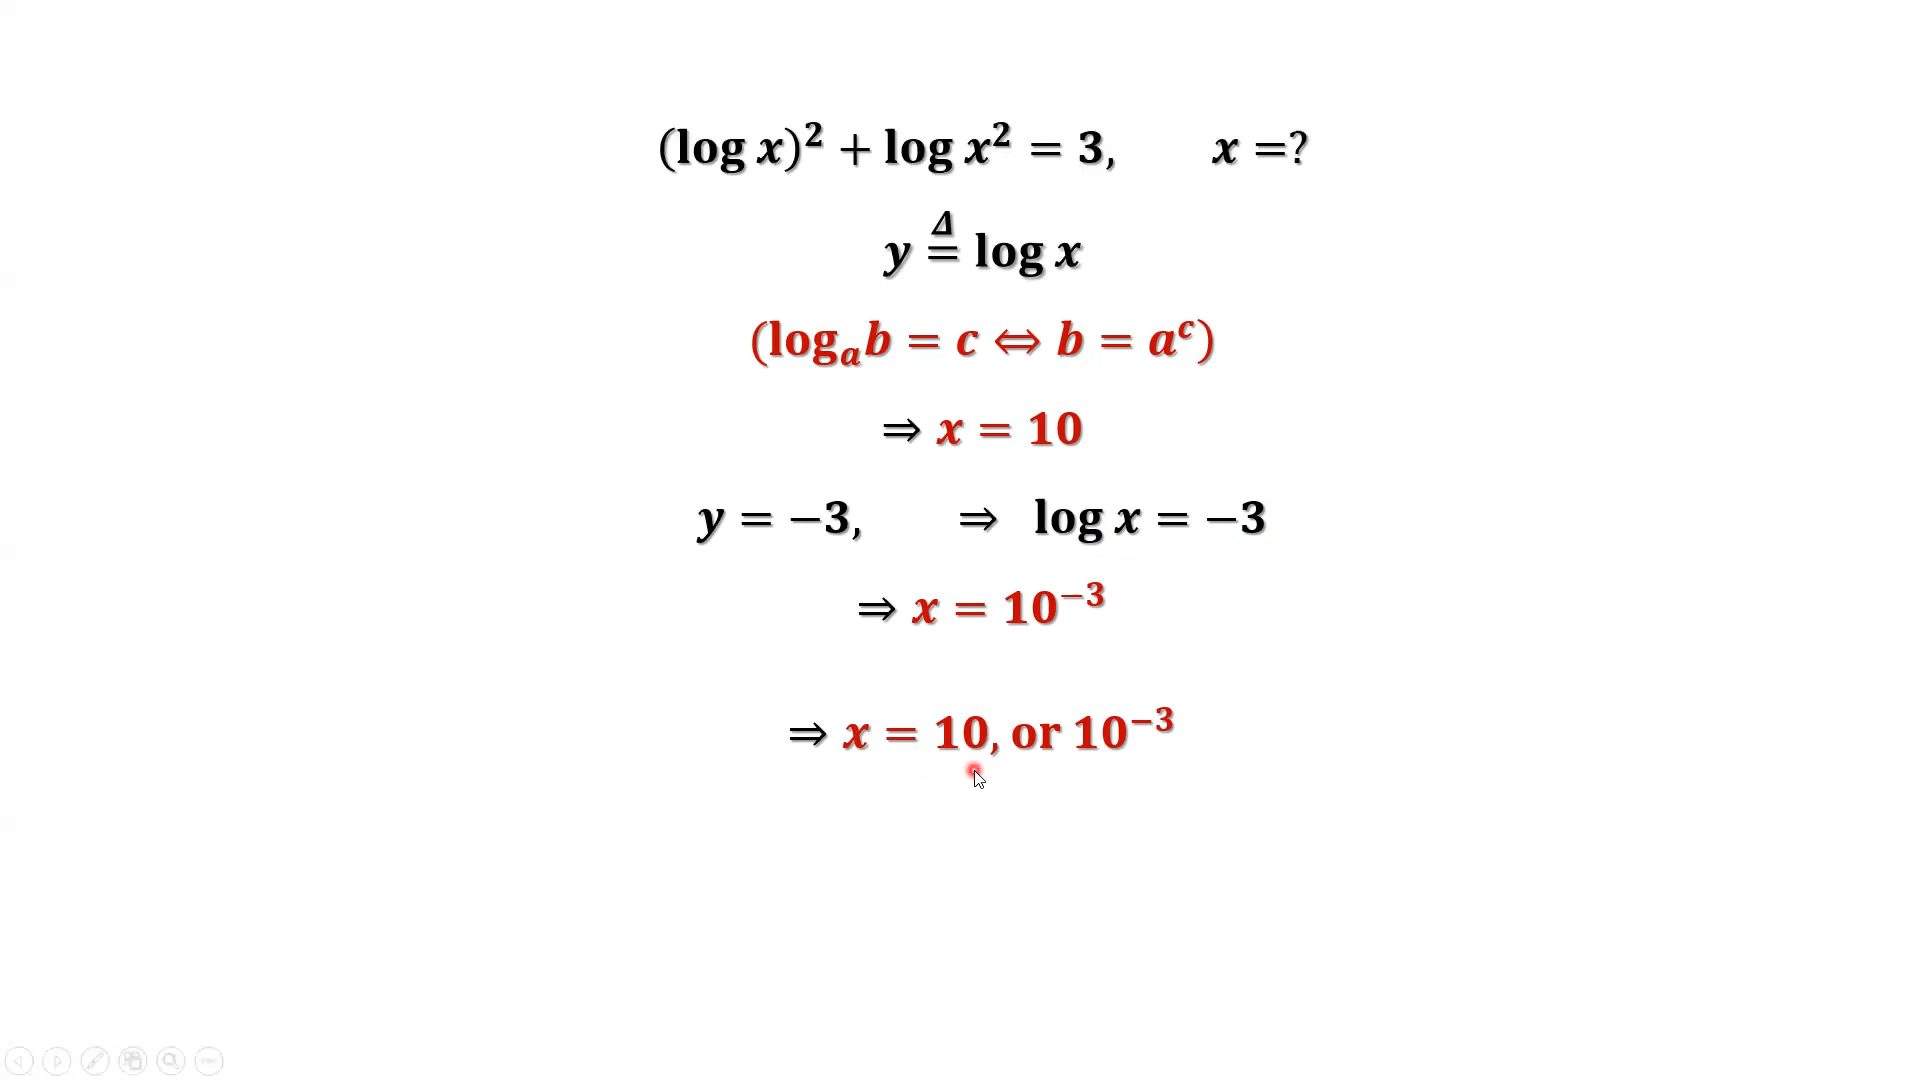 (log x)² + log x² = 3, x =?
y ≜ log x
(logₐb = c ⇔ b = aᶜ)
⇒ x = 10
y = −3, ⇒ log x = −3
⇒ x = 10⁻³
⇒ x = 10, or 10⁻³